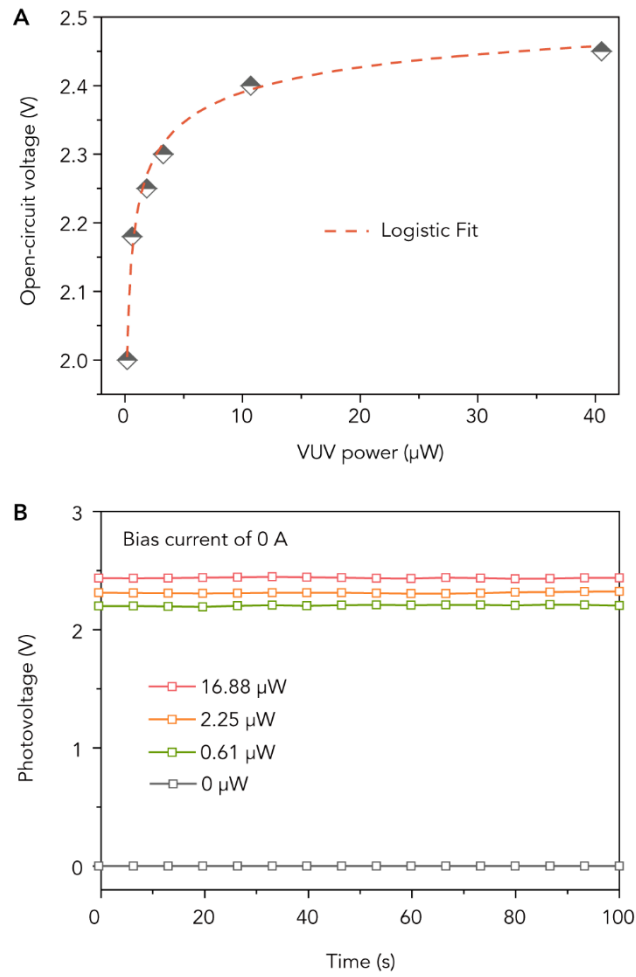 A
2.5
2.4
2.3
2.2
2.1
2.0
Open-circuit voltage (V)
Logistic Fit
0 10 20 30 40
VUV power (μW)
B
3
2
1
0
Photovoltage (V)
Bias current of 0 A
16.88 μW
2.25 μW
0.61 μW
0 μW
0 20 40 60 80 100
Time (s)